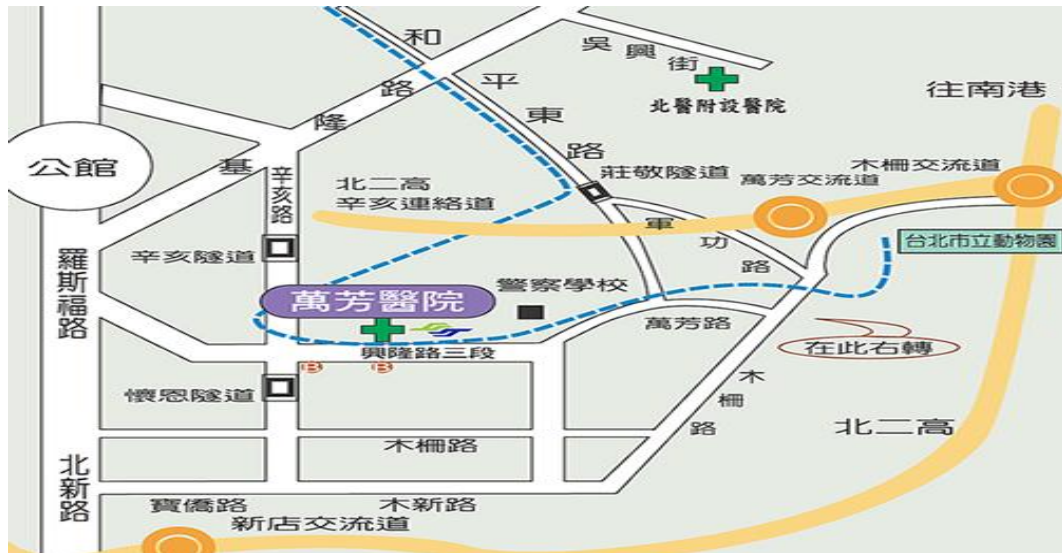 和平東路
吳興街
北醫附設醫院
往南港
基隆路
公館
辛亥路
北二高
辛亥連絡道
莊敬隧道
木柵交流道
萬芳交流道
軍功路
台北市立動物園
羅斯福路
辛亥隧道
警察學校
萬芳醫院
萬芳路
在此右轉
興隆路三段
B
B
懷恩隧道
木柵路
木柵路
北二高
北新路
寶僑路
木新路
新店交流道